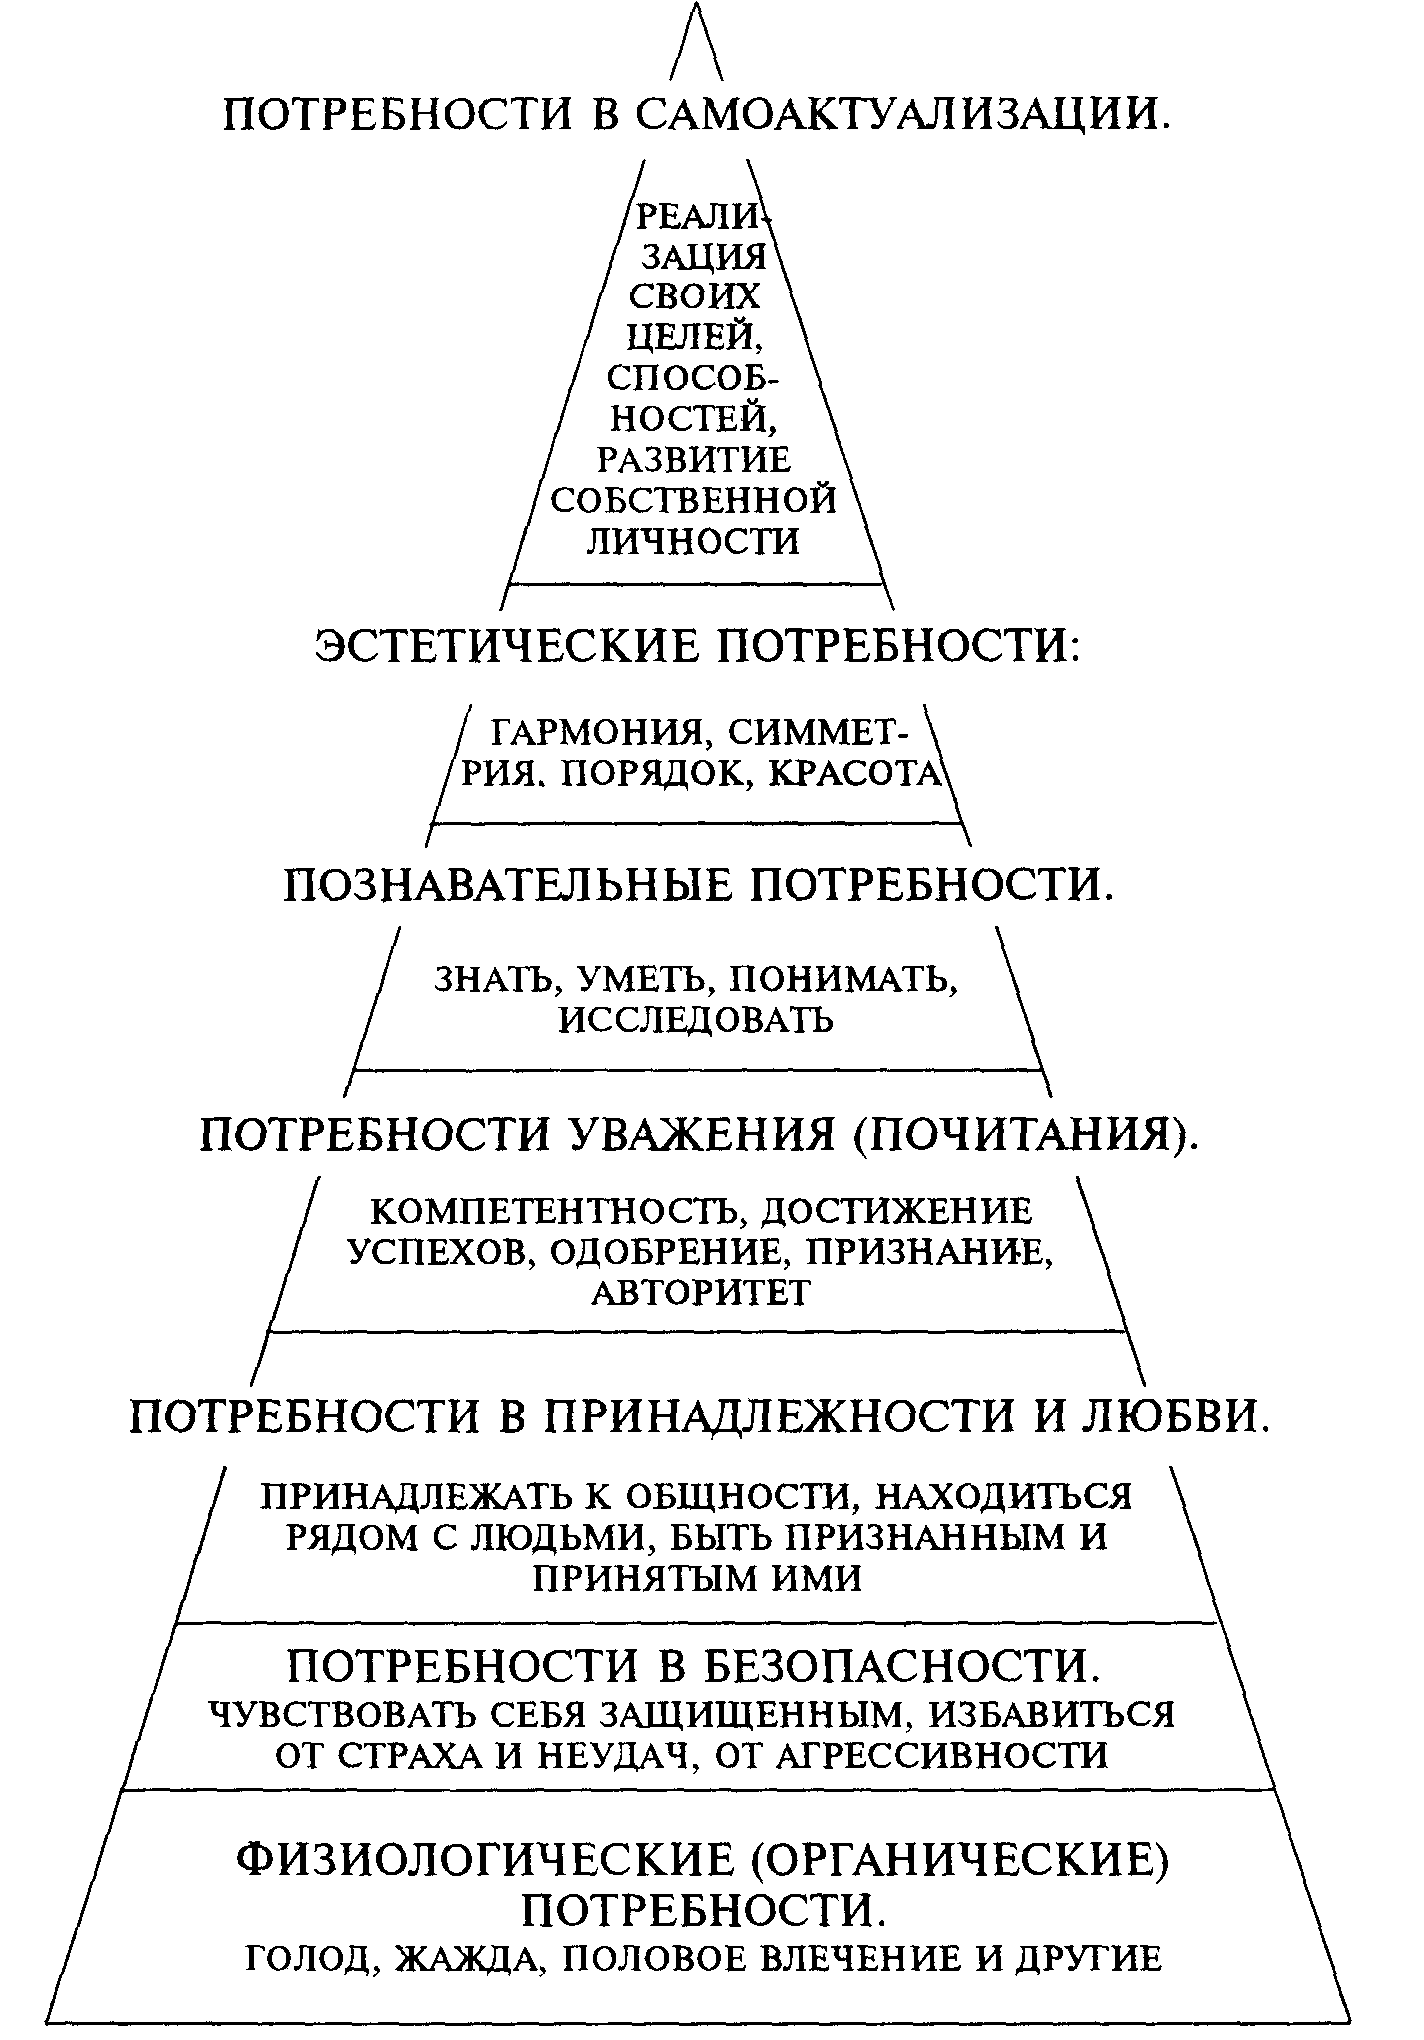 ПОТРЕБНОСТИ В САМОАКТУАЛИЗАЦИИ.
РЕАЛИ-
ЗАЦИЯ
СВОИХ
ЦЕЛЕЙ,
СПОСОБ-
НОСТЕЙ,
РАЗВИТИЕ
СОБСТВЕННОЙ
ЛИЧНОСТИ
ЭСТЕТИЧЕСКИЕ ПОТРЕБНОСТИ:
ГАРМОНИЯ, СИММЕТ-
РИЯ. ПОРЯДОК, КРАСОТА
ПОЗНАВАТЕЛЬНЫЕ ПОТРЕБНОСТИ.
ЗНАТЬ, УМЕТЬ, ПОНИМАТЬ,
ИССЛЕДОВАТЬ
ПОТРЕБНОСТИ УВАЖЕНИЯ (ПОЧИТАНИЯ).
КОМПЕТЕНТНОСТЬ, ДОСТИЖЕНИЕ
УСПЕХОВ, ОДОБРЕНИЕ, ПРИЗНАНИЕ,
АВТОРИТЕТ
ПОТРЕБНОСТИ В ПРИНАДЛЕЖНОСТИ И ЛЮБВИ.
ПРИНАДЛЕЖАТЬ К ОБЩНОСТИ, НАХОДИТЬСЯ
РЯДОМ С ЛЮДЬМИ, БЫТЬ ПРИЗНАННЫМ И
ПРИНЯТЫМ ИМИ
ПОТРЕБНОСТИ В БЕЗОПАСНОСТИ.
ЧУВСТВОВАТЬ СЕБЯ ЗАЩИЩЕННЫМ, ИЗБАВИТЬСЯ
ОТ СТРАХА И НЕУДАЧ, ОТ АГРЕССИВНОСТИ
ФИЗИОЛОГИЧЕСКИЕ (ОРГАНИЧЕСКИЕ)
ПОТРЕБНОСТИ.
ГОЛОД, ЖАЖДА, ПОЛОВОЕ ВЛЕЧЕНИЕ И ДРУГИЕ